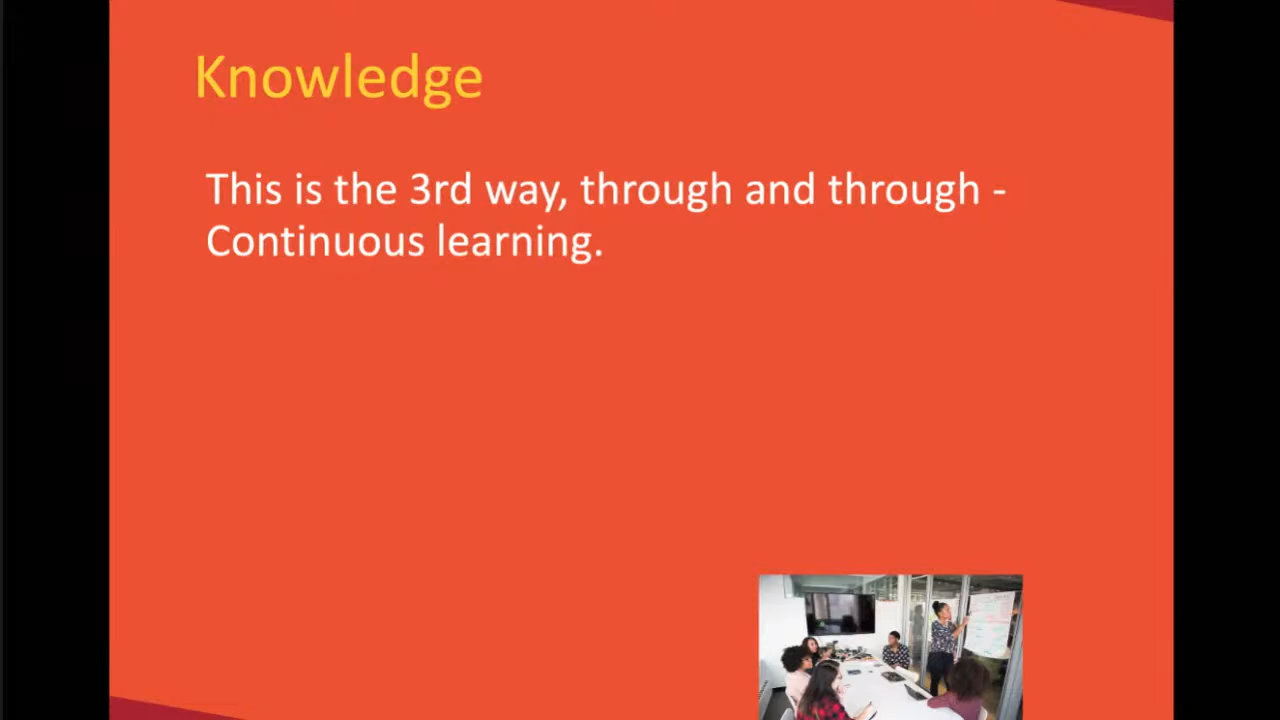 Knowledge
This is the 3rd way, through and through -
Continuous learning.